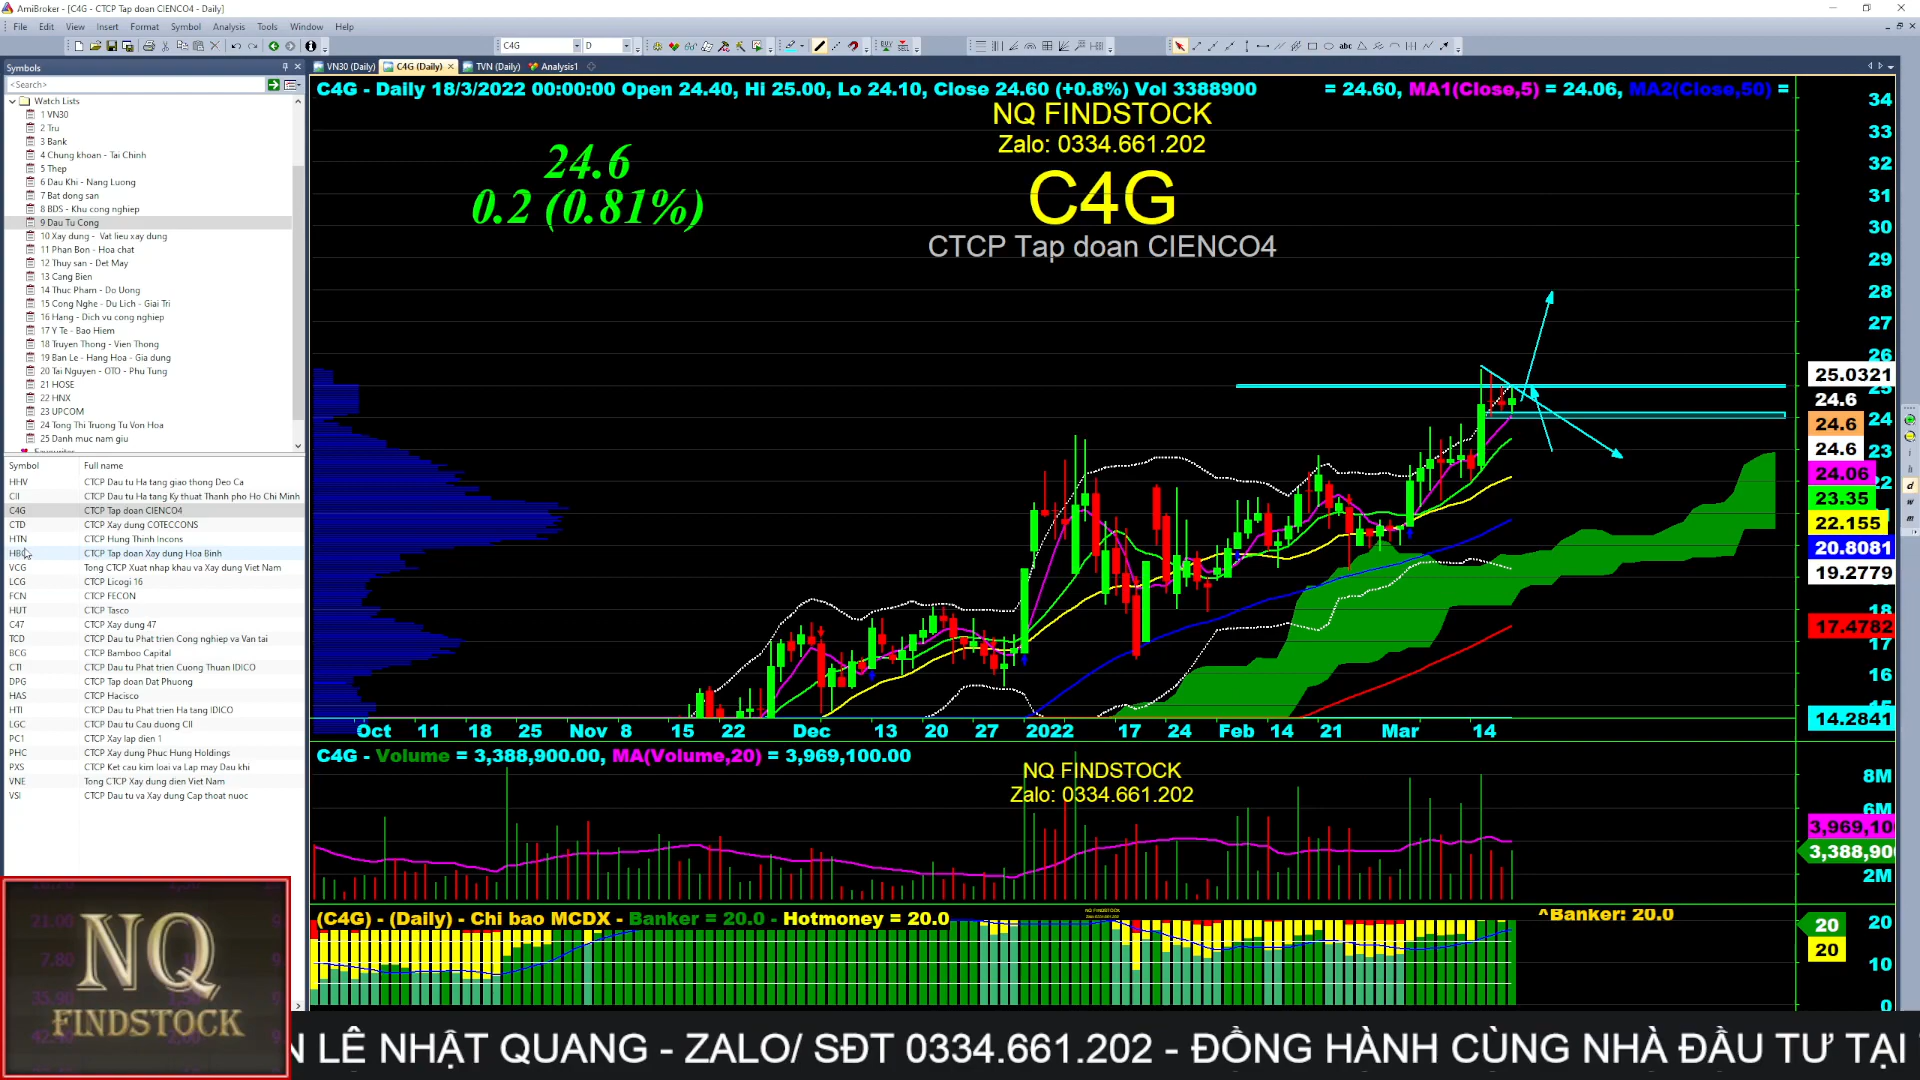 AmiBroker - [C4G - CTCP Tap doan CIENCO4 - Daily]
File Edit View Insert Format Symbol Analysis Tools Window Help
C4G D
Symbols
VN30 (Daily) C4G (Daily) TVN (Daily) Analysis1
<Search>
Watch Lists
1 VN30
2 Tru
3 Bank
4 Chung khoan - Tai Chinh
5 Thep
6 Dau Khi - Nang Luong
7 Bat dong san
8 BDS - Khu cong nghiep
9 Dau Tu Cong
10 Xay dung - Vat lieu xay dung
11 Phan Bon - Hoa chat
12 Thuy san - Det May
13 Cang Bien
14 Thuc Pham - Do Uong
15 Cong Nghe - Du Lich - Giai Tri
16 Hang - Dich vu cong nghiep
17 Y Te - Bao Hiem
18 Truyen Thong - Vien Thong
19 Ban Le - Hang Hoa - Gia dung
20 Tai Nguyen - OTO - Phu Tung
21 HOSE
22 HNX
23 UPCOM
24 Tong Thi Truong Tu Von Hoa
25 Danh muc nam giu
Symbol Full name
HHV CTCP Dau tu Ha tang giao thong Deo Ca
CII CTCP Dau tu Ha tang Ky thuat Thanh pho Ho Chi Minh
C4G CTCP Tap doan CIENCO4
CTD CTCP Xay dung COTECCONS
HTN CTCP Hung Thinh Incons
HBC CTCP Tap doan Xay dung Hoa Binh
VCG Tong CTCP Xuat nhap khau va Xay dung Viet Nam
LCG CTCP Licogi 16
FCN CTCP FECON
HUT CTCP Tasco
C47 CTCP Xay dung 47
TCD CTCP Dau tu Phat trien Cong nghiep va Van tai
BCG CTCP Bamboo Capital
CTI CTCP Dau tu Phat trien Cuong Thuan IDICO
DPG CTCP Tap doan Dat Phuong
HAS CTCP Hacisco
HTI CTCP Dau tu Phat trien Ha tang IDICO
LGC CTCP Dau tu Cau duong CII
PC1 CTCP Xay lap dien 1
PHC CTCP Xay dung Phuc Hung Holdings
PXS CTCP Ket cau kim loai va Lap may Dau khi
VNE Tong CTCP Xay dung dien Viet Nam
VSI CTCP Dau tu va Xay dung Cap thoat nuoc
C4G - Daily 18/3/2022 00:00:00 Open 24.40, Hi 25.00, Lo 24.10, Close 24.60 (+0.8%) Vol 3388900 = 24.60, MA1(Close,5) = 24.06, MA2(Close,50) =
NQ FINDSTOCK
Zalo: 0334.661.202
C4G
CTCP Tap doan CIENCO4
24.6
0.2 (0.81%)
34
33
32
31
30
29
28
27
26
25.0321
24.6
24
24.6
24.6
23
24.06
22
23.35
22.155
20.8081
19.2779
18
17.4782
17
16
14.2841
Oct 11 18 25 Nov 8 15 22 Dec 13 20 27 2022 17 24 Feb 14 21 Mar 14
C4G - Volume = 3,388,900.00, MA(Volume,20) = 3,969,100.00
NQ FINDSTOCK
Zalo: 0334.661.202
8M
6M
3,969,10
3,388,90
2M
(C4G) - (Daily) - Chi bao MCDX - Banker = 20.0 - Hotmoney = 20.0
^Banker: 20.0
20
20
20
10
0
NQ
FINDSTOCK
N LÊ NHẬT QUANG - ZALO/ SĐT 0334.661.202 - ĐỒNG HÀNH CÙNG NHÀ ĐẦU TƯ TẠI